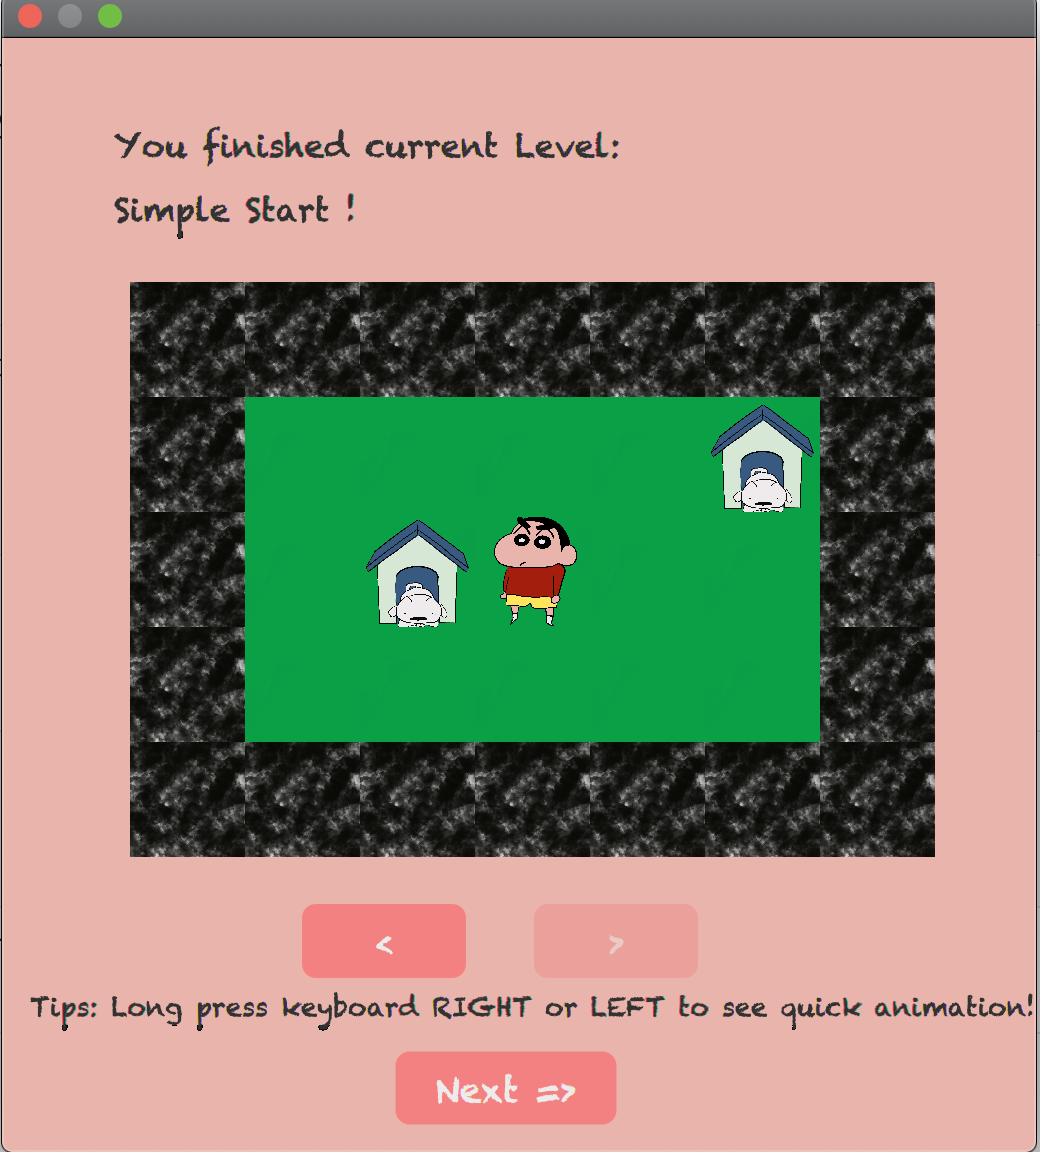 You finished current Level:
Simple Start !
<
>
Tips: Long press keyboard RIGHT or LEFT to see quick animation!
Next =>